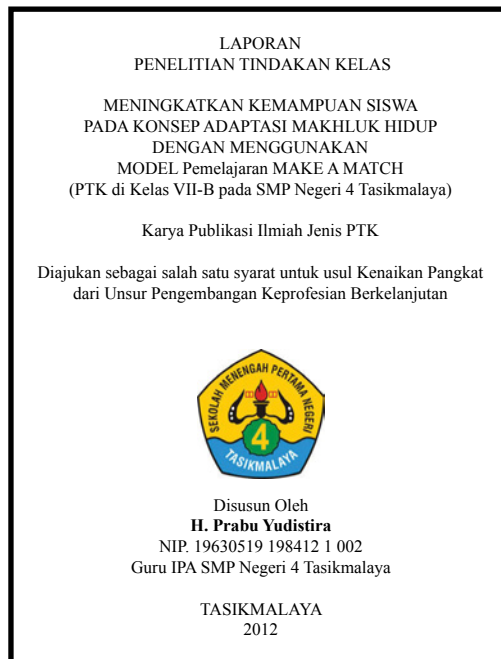 LAPORAN
PENELITIAN TINDAKAN KELAS
MENINGKATKAN KEMAMPUAN SISWA
PADA KONSEP ADAPTASI MAKHLUK HIDUP
DENGAN MENGGUNAKAN
MODEL Pemelajaran MAKE A MATCH
(PTK di Kelas VII-B pada SMP Negeri 4 Tasikmalaya)
Karya Publikasi Ilmiah Jenis PTK
Diajukan sebagai salah satu syarat untuk usul Kenaikan Pangkat
dari Unsur Pengembangan Keprofesian Berkelanjutan
SEKOLAH MENENGAH PERTAMA NEGERI
4
TASIKMALAYA
Disusun Oleh
H. Prabu Yudistira
NIP. 19630519 198412 1 002
Guru IPA SMP Negeri 4 Tasikmalaya
TASIKMALAYA
2012